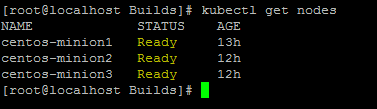 [root@localhost Builds]# kubectl get nodes
NAME STATUS AGE
centos-minion1 Ready 13h
centos-minion2 Ready 12h
centos-minion3 Ready 12h
[root@localhost Builds]#